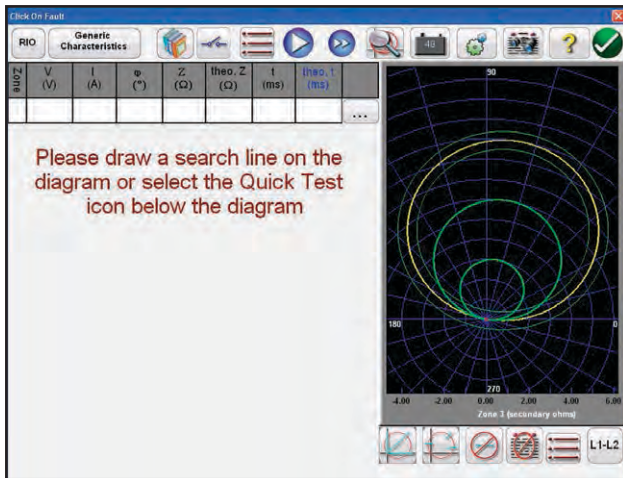 Click On Fault
RIO
Generic
Characteristics
40
?
Zone
V
(V)
I
(A)
φ
(°)
Z
(Ω)
theo. Z
(Ω)
t
(ms)
theo. t
(ms)
...
Please draw a search line on the
diagram or select the Quick Test
icon below the diagram
90
180
0
270
-4.00 -2.00 0.00 2.00 4.00 6.00
Zone 3 (secondary ohms)
L1-L2